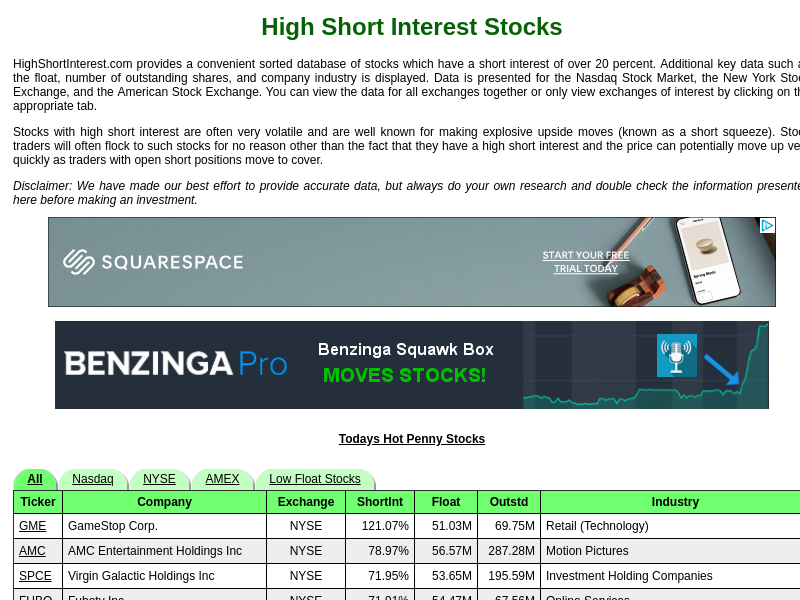 High Short Interest Stocks
HighShortInterest.com provides a convenient sorted database of stocks which have a short interest of over 20 percent. Additional key data such
the float, number of outstanding shares, and company industry is displayed. Data is presented for the Nasdaq Stock Market, the New York
Exchange, and the American Stock Exchange. You can view the data for all exchanges together or only view exchanges of interest by clicking on
appropriate tab.
Stocks with high short interest are often very volatile and are well known for making explosive upside moves (known as a short squeeze).
traders will often flock to such stocks for no reason other than the fact that they have a high short interest and the price can potentially move up
quickly as traders with open short positions move to cover.
Disclaimer: We have made our best effort to provide accurate data, but always do your own research and double check the information
here before making an investment.
SQUARESPACE
START YOUR FREE
TRIAL TODAY
BENZINGA Pro
Benzinga Squawk Box
MOVES STOCKS!
Todays Hot Penny Stocks
All Nasdaq NYSE AMEX Low Float Stocks
Ticker Company Exchange ShortInt Float Outstd Industry
GME GameStop Corp. NYSE 121.07% 51.03M 69.75M Retail (Technology)
AMC AMC Entertainment Holdings Inc NYSE 78.97% 56.57M 287.28M Motion Pictures
SPCE Virgin Galactic Holdings Inc NYSE 71.95% 53.65M 195.59M Investment Holding Companies